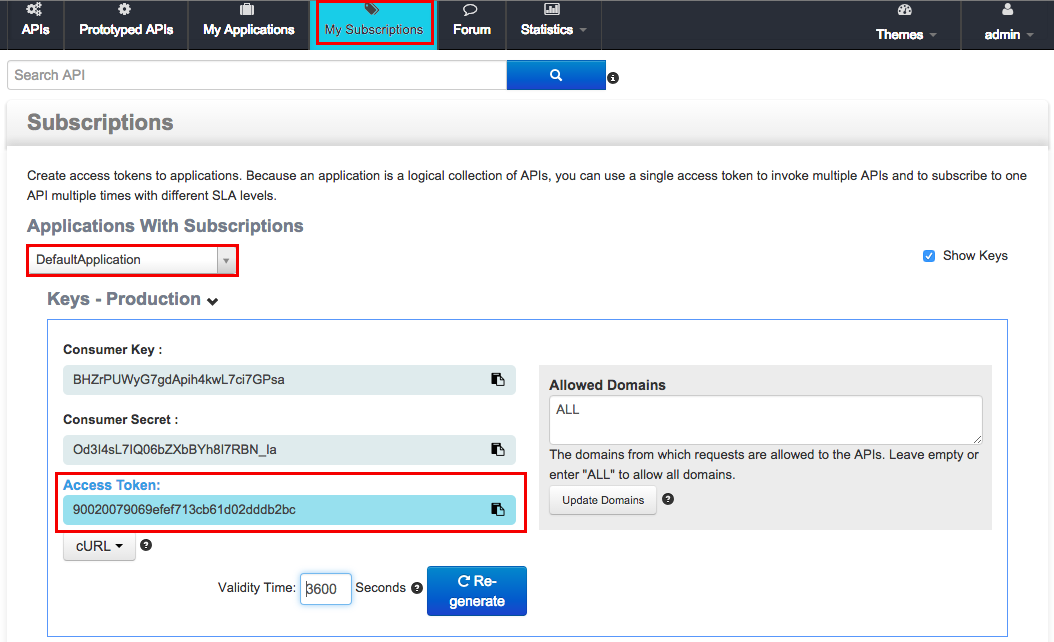 APIs Prototyped APIs My Applications My Subscriptions Forum Statistics Themes admin
Search API
Subscriptions
Create access tokens to applications. Because an application is a logical collection of APIs, you can use a single access token to invoke multiple APIs and to subscribe to one
API multiple times with different SLA levels.
Applications With Subscriptions
DefaultApplication
Show Keys
Keys - Production
Consumer Key :
BHZrPUWyG7gdApih4kwL7ci7GPsa
Consumer Secret :
Od3I4sL7IQ06bZXbBYh8I7RBN_Ia
Access Token:
90020079069efef713cb61d02dddb2bc
cURL
Allowed Domains
ALL
The domains from which requests are allowed to the APIs. Leave empty or
enter "ALL" to allow all domains.
Update Domains
Validity Time: 3600 Seconds
Re-
generate